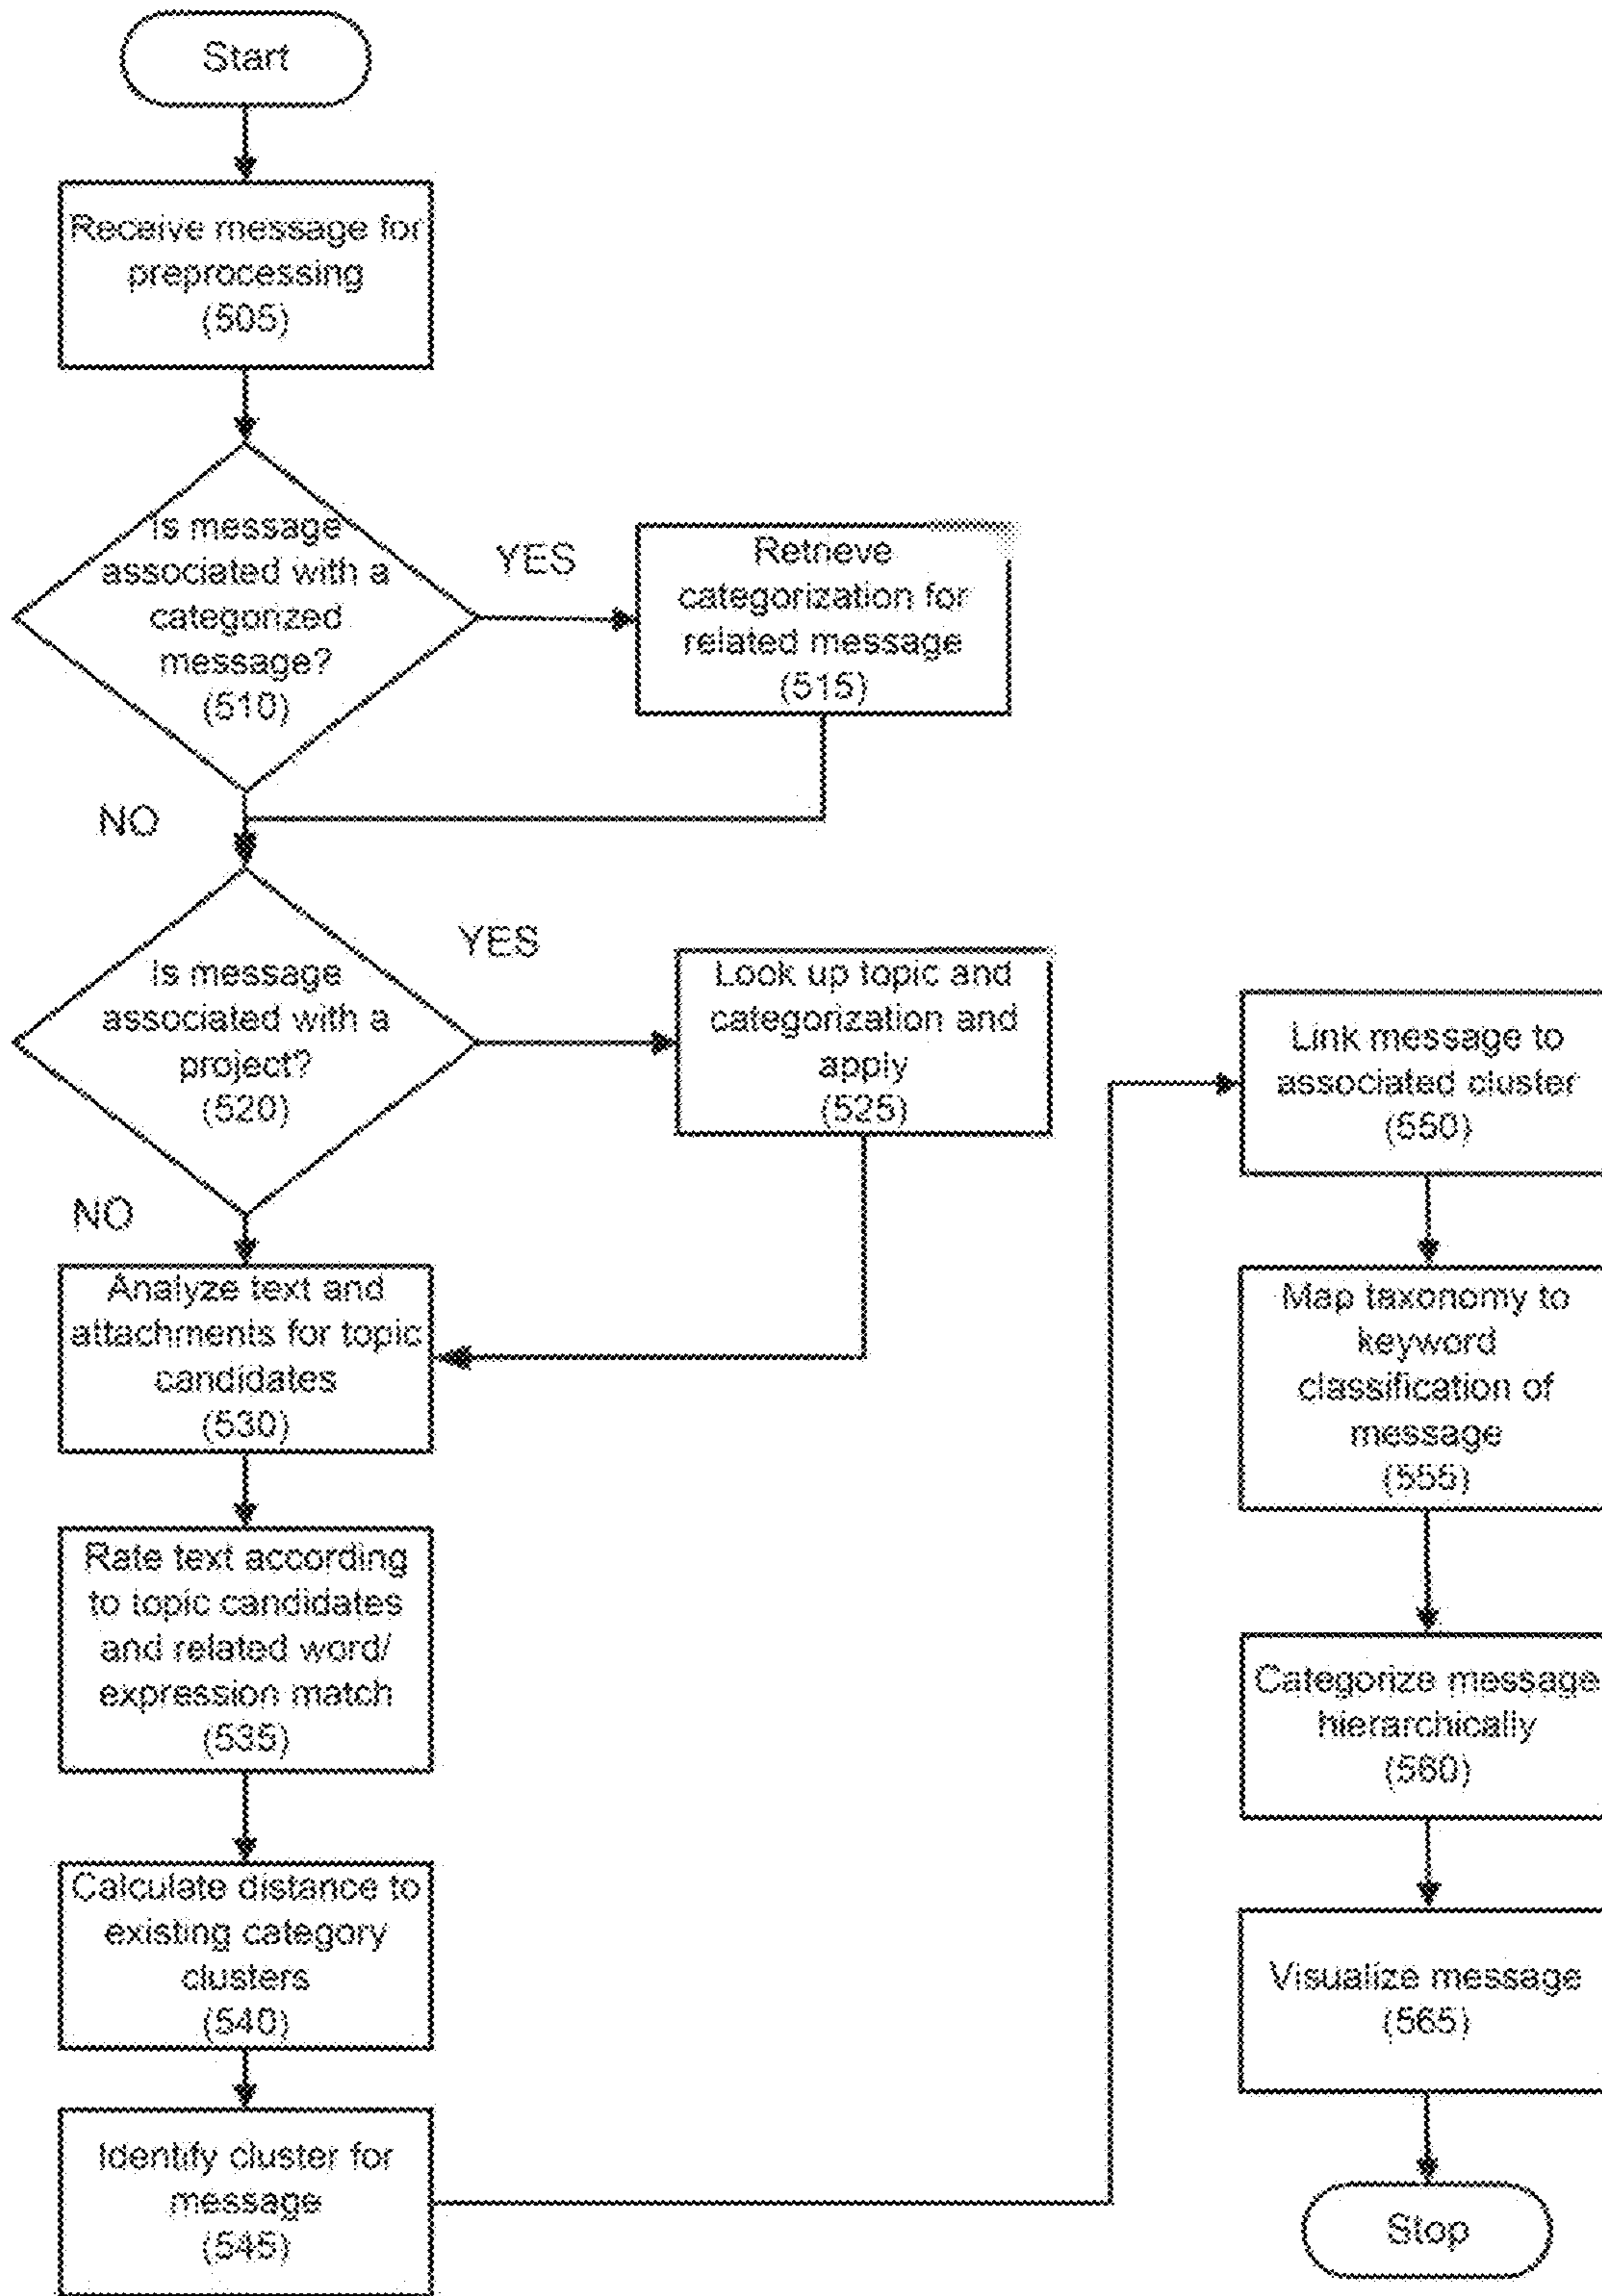 Start
Receive message for
preprocessing
(505)
Is message
associated with a
categorized
message?
(510)
YES
Retrieve
categorization for
related message
(515)
NO
Is message
associated with a
project?
(520)
YES
Look up topic and
categorization and
apply
(525)
NO
Analyze text and
attachments for topic
candidates
(530)
Rate text according
to topic candidates
and related word/
expression match
(535)
Calculate distance to
existing category
clusters
(540)
Identify cluster for
message
(545)
Link message to
associated cluster
(550)
Map taxonomy to
keyword
classification of
message
(555)
Categorize message
hierarchically
(560)
Visualize message
(565)
Stop